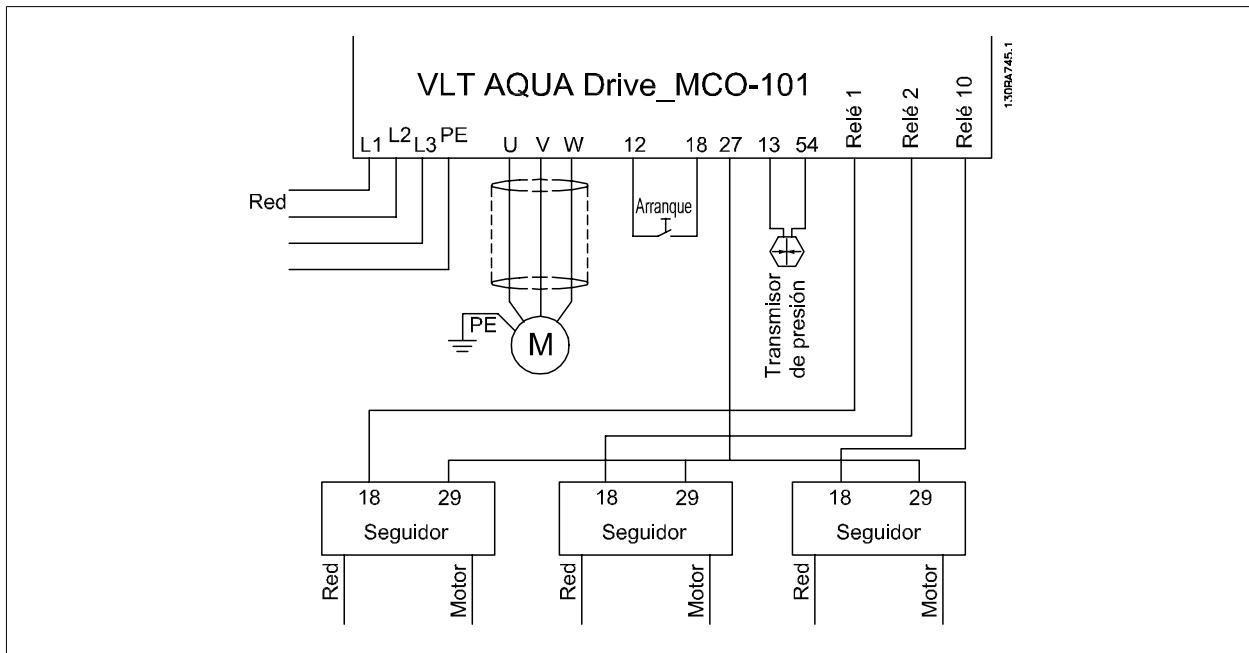 VLT AQUA Drive_MCO-101
130BA745.1
L1 L2 L3 PE U V W 12 18 27 13 54 Relé 1 Relé 2 Relé 10
Red
Arranque
PE
M
Transmisor
de presión
18 29
Seguidor
Red Motor
18 29
Seguidor
Red Motor
18 29
Seguidor
Red Motor